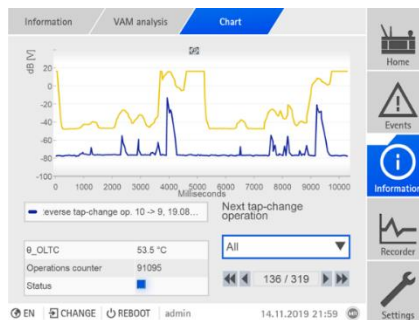 Information VAM analysis Chart
Home
Events
Information
Recorder
Settings
dB [V]
20
0
-20
-40
-60
-80
-100
0 1000 2000 3000 4000 5000 6000 7000 8000 9000 10000
Milliseconds
:everse tap-change op. 10 -> 9, 19.08...
Next tap-change
operation
All
136 / 319
θ_OLTC 53.5 °C
Operations counter 91095
Status
EN CHANGE REBOOT admin 14.11.2019 21:59